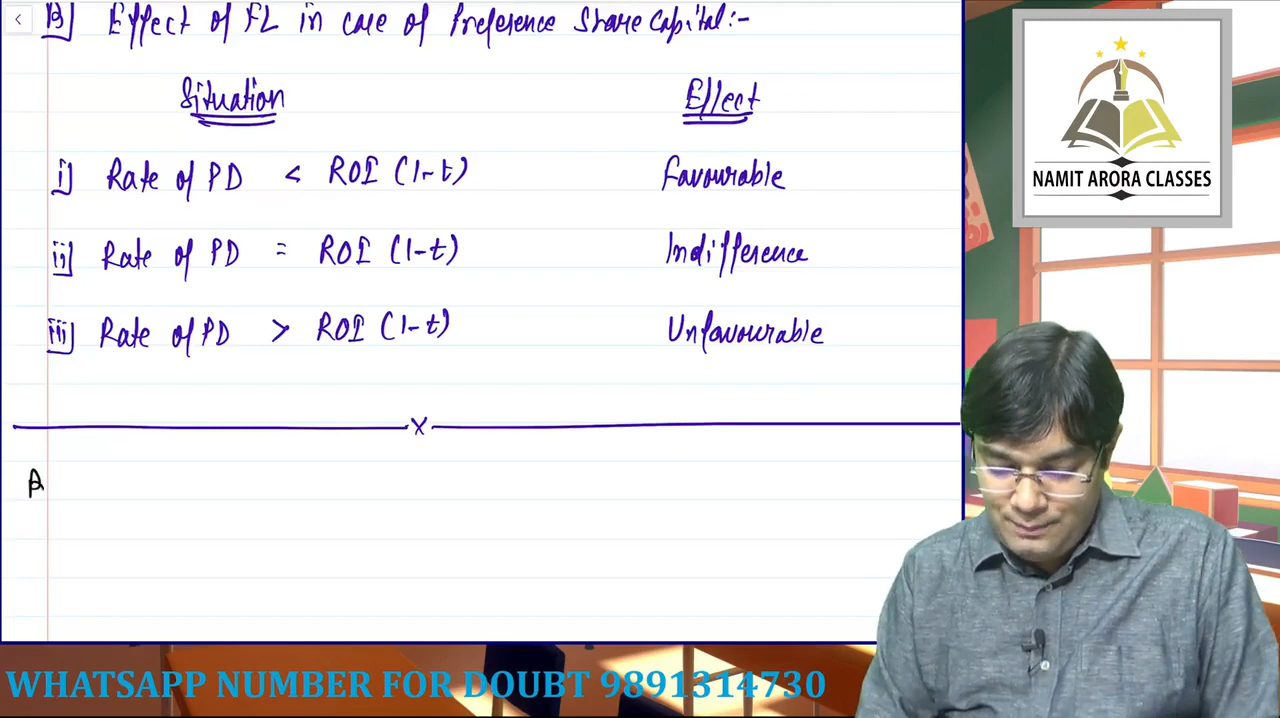 B] Effect of FL in case of Preference Share Capital:-
Situation Effect
i] Rate of PD < ROI (1-t) Favourable
ii] Rate of PD = ROI (1-t) Indifference
iii] Rate of PD > ROI (1-t) Unfavourable
x
A
NAMIT ARORA CLASSES
WHATSAPP NUMBER FOR DOUBT 9891314730